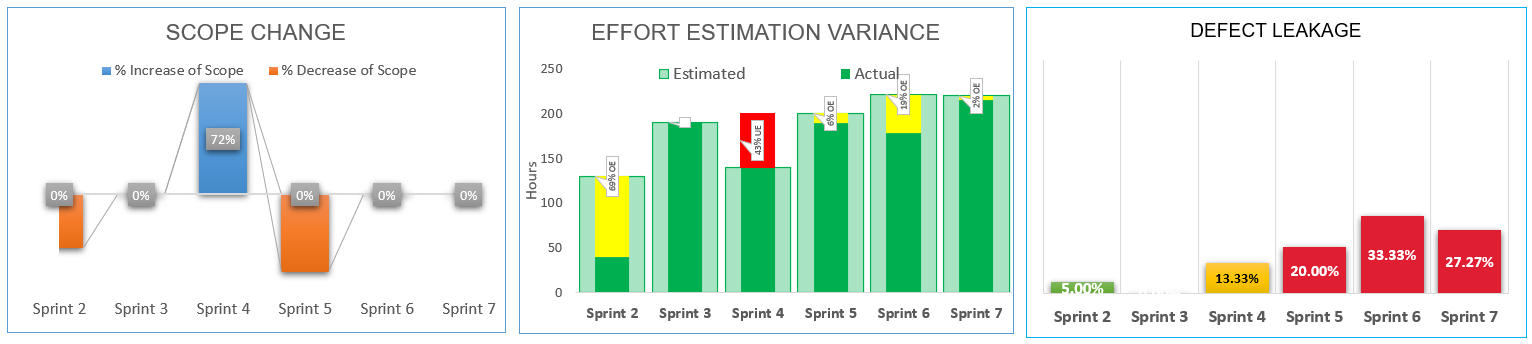 SCOPE CHANGE
% Increase of Scope
% Decrease of Scope
72%
0%
0%
0%
0%
0%
Sprint 2
Sprint 3
Sprint 4
Sprint 5
Sprint 6
Sprint 7
EFFORT ESTIMATION VARIANCE
Estimated
Actual
Hours
250
200
150
100
50
0
69% OE
43% UE
6% OE
19% OE
2% OE
Sprint 2
Sprint 3
Sprint 4
Sprint 5
Sprint 6
Sprint 7
DEFECT LEAKAGE
5.00%
13.33%
20.00%
33.33%
27.27%
Sprint 2
Sprint 3
Sprint 4
Sprint 5
Sprint 6
Sprint 7